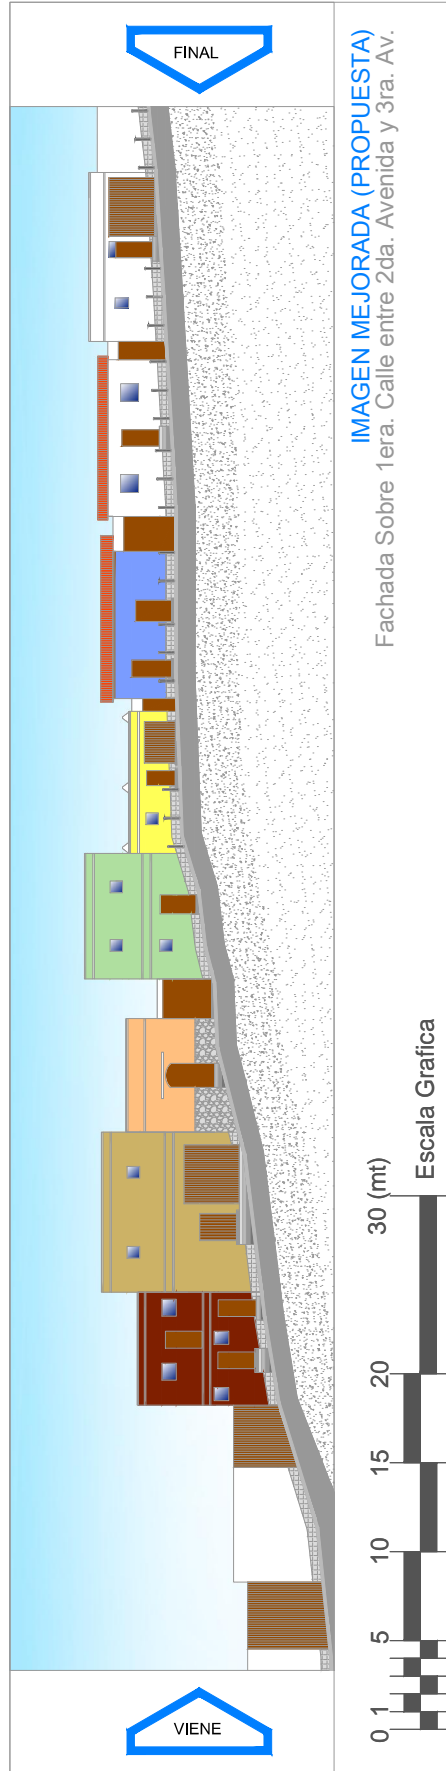 FINAL
VIENE
IMAGEN MEJORADA (PROPUESTA)
Fachada Sobre 1era. Calle entre 2da. Avenida y 3ra. Av.
0 1 5 10 15 20 30 (mt)
Escala Grafica